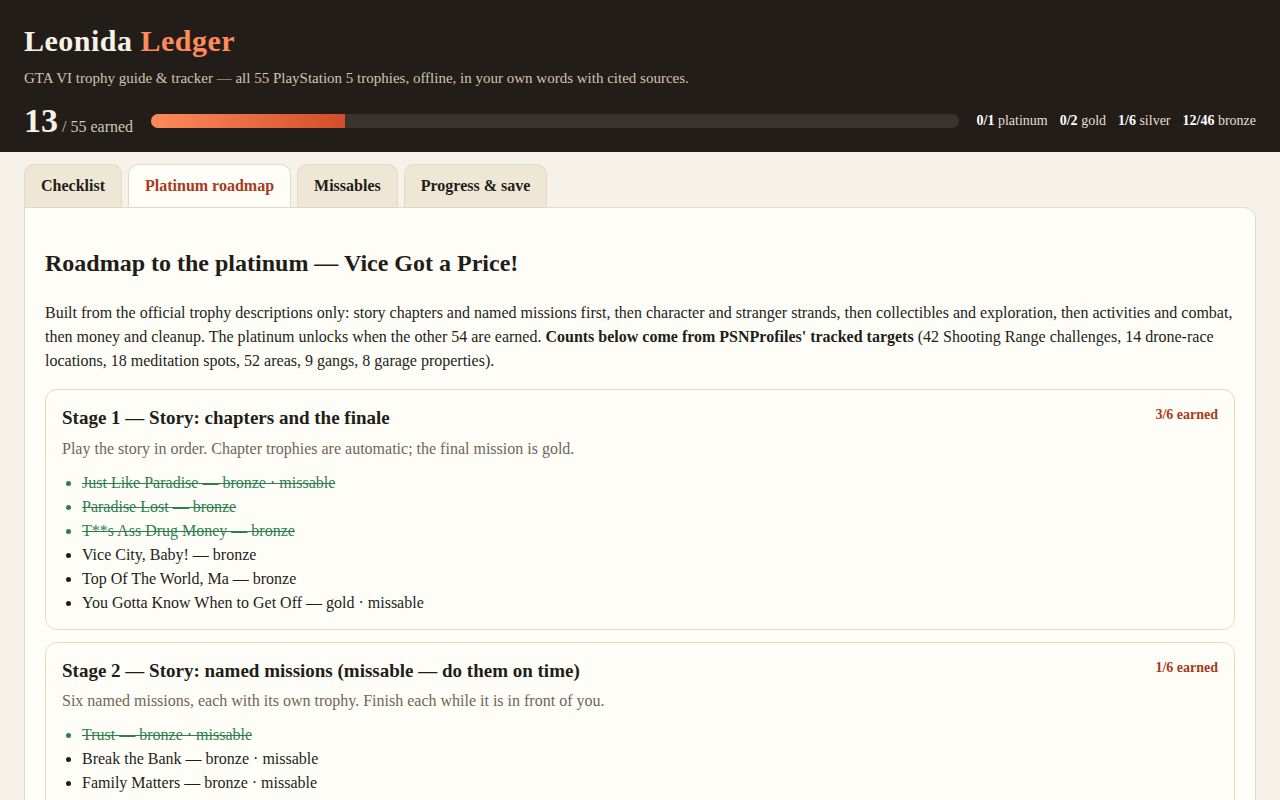 Leonida Ledger
GTA VI trophy guide & tracker — all 55 PlayStation 5 trophies, offline, in your own words with cited sources.
13 / 55 earned
0/1 platinum 0/2 gold 1/6 silver 12/46 bronze
Checklist
Platinum roadmap
Missables
Progress & save
Roadmap to the platinum — Vice Got a Price!
Built from the official trophy descriptions only: story chapters and named missions first, then character and stranger strands, then collectibles and exploration, then activities and combat,
then money and cleanup. The platinum unlocks when the other 54 are earned. Counts below come from PSNProfiles' tracked targets (42 Shooting Range challenges, 14 drone-race
locations, 18 meditation spots, 52 areas, 9 gangs, 8 garage properties).
Stage 1 — Story: chapters and the finale
3/6 earned
Play the story in order. Chapter trophies are automatic; the final mission is gold.
Just Like Paradise — bronze · missable
Paradise Lost — bronze
T**s Ass Drug Money — bronze
Vice City, Baby! — bronze
Top Of The World, Ma — bronze
You Gotta Know When to Get Off — gold · missable
Stage 2 — Story: named missions (missable — do them on time)
1/6 earned
Six named missions, each with its own trophy. Finish each while it is in front of you.
Trust — bronze · missable
Break the Bank — bronze · missable
Family Matters — bronze · missable